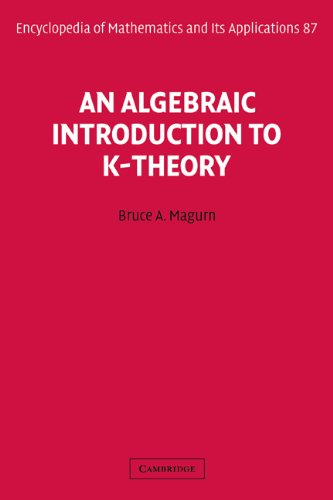 Encyclopedia of Mathematics and Its Applications 87
AN ALGEBRAIC
INTRODUCTION TO
K-THEORY
Bruce A. Magurn
CAMBRIDGE